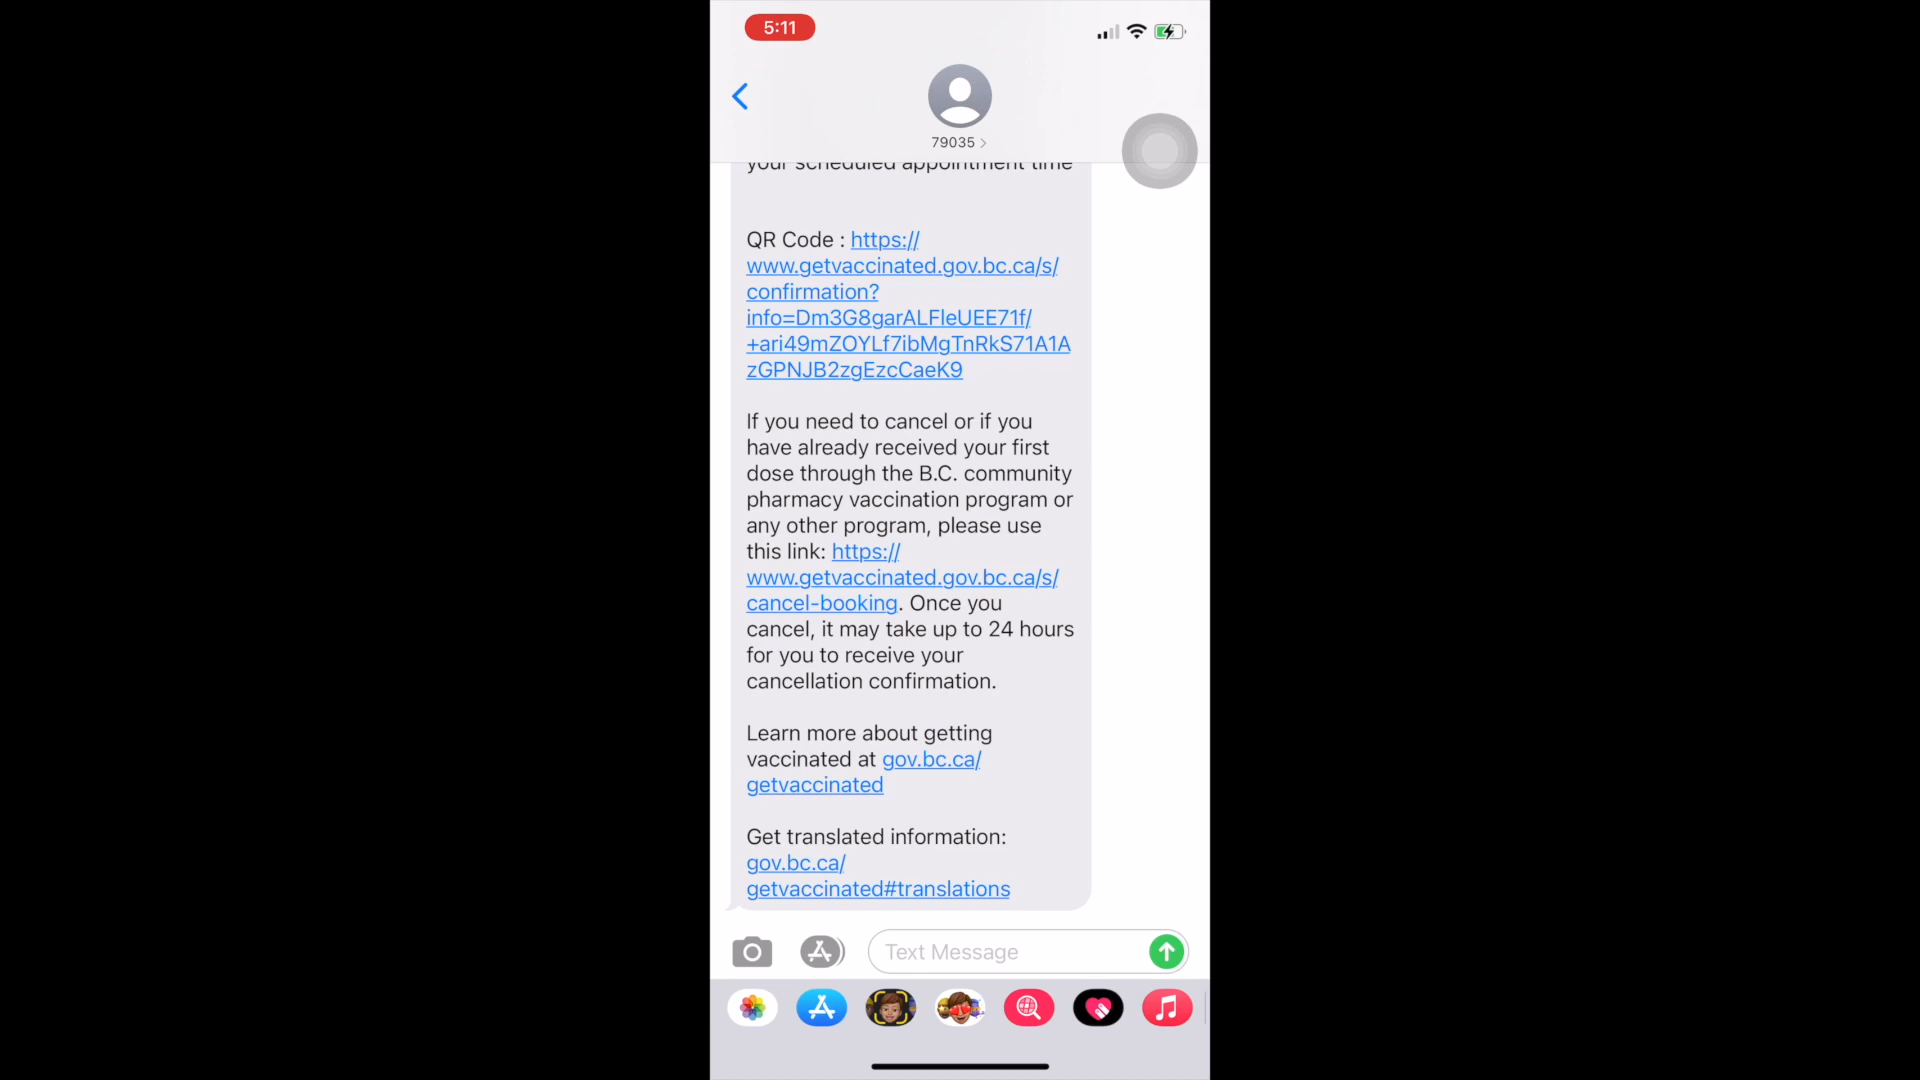 5:11
79035
your scheduled appointment time
QR Code : https://
www.getvaccinated.gov.bc.ca/s/
confirmation?
info=Dm3G8garALFleUEE71f/
+ari49mZOYLf7ibMgTnRkS71A1A
zGPNJB2zgEzcCaeK9
If you need to cancel or if you
have already received your first
dose through the B.C. community
pharmacy vaccination program or
any other program, please use
this link: https://
www.getvaccinated.gov.bc.ca/s/
cancel-booking. Once you
cancel, it may take up to 24 hours
for you to receive your
cancellation confirmation.
Learn more about getting
vaccinated at gov.bc.ca/
getvaccinated
Get translated information:
gov.bc.ca/
getvaccinated#translations
Text Message